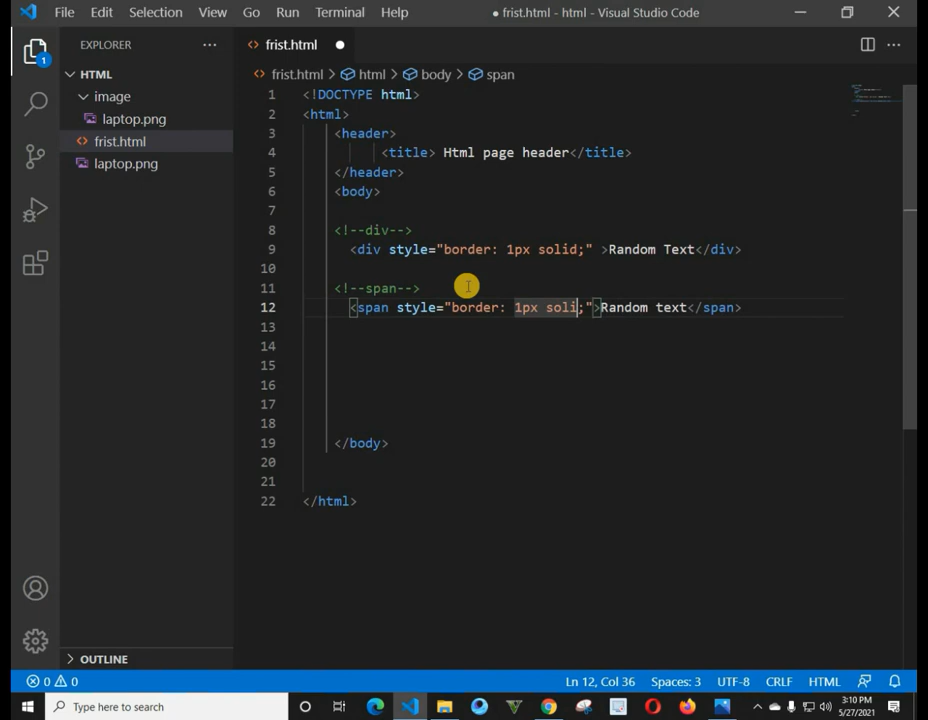 File Edit Selection View Go Run Terminal Help ● frist.html - html - Visual Studio Code
EXPLORER
frist.html
HTML
image
laptop.png
frist.html
laptop.png
frist.html > html > body > span
1 <!DOCTYPE html>
2 <html>
3 <header>
4 <title> Html page header</title>
5 </header>
6 <body>
7
8 <!--div-->
9 <div style="border: 1px solid;" >Random Text</div>
10
11 <!--span-->
12 <span style="border: 1px soli;">Random text</span>
13
14
15
16
17
18
19 </body>
20
21
22 </html>
1
OUTLINE
0 0 Ln 12, Col 36 Spaces: 3 UTF-8 CRLF HTML
Type here to search
3:10 PM
5/27/2021